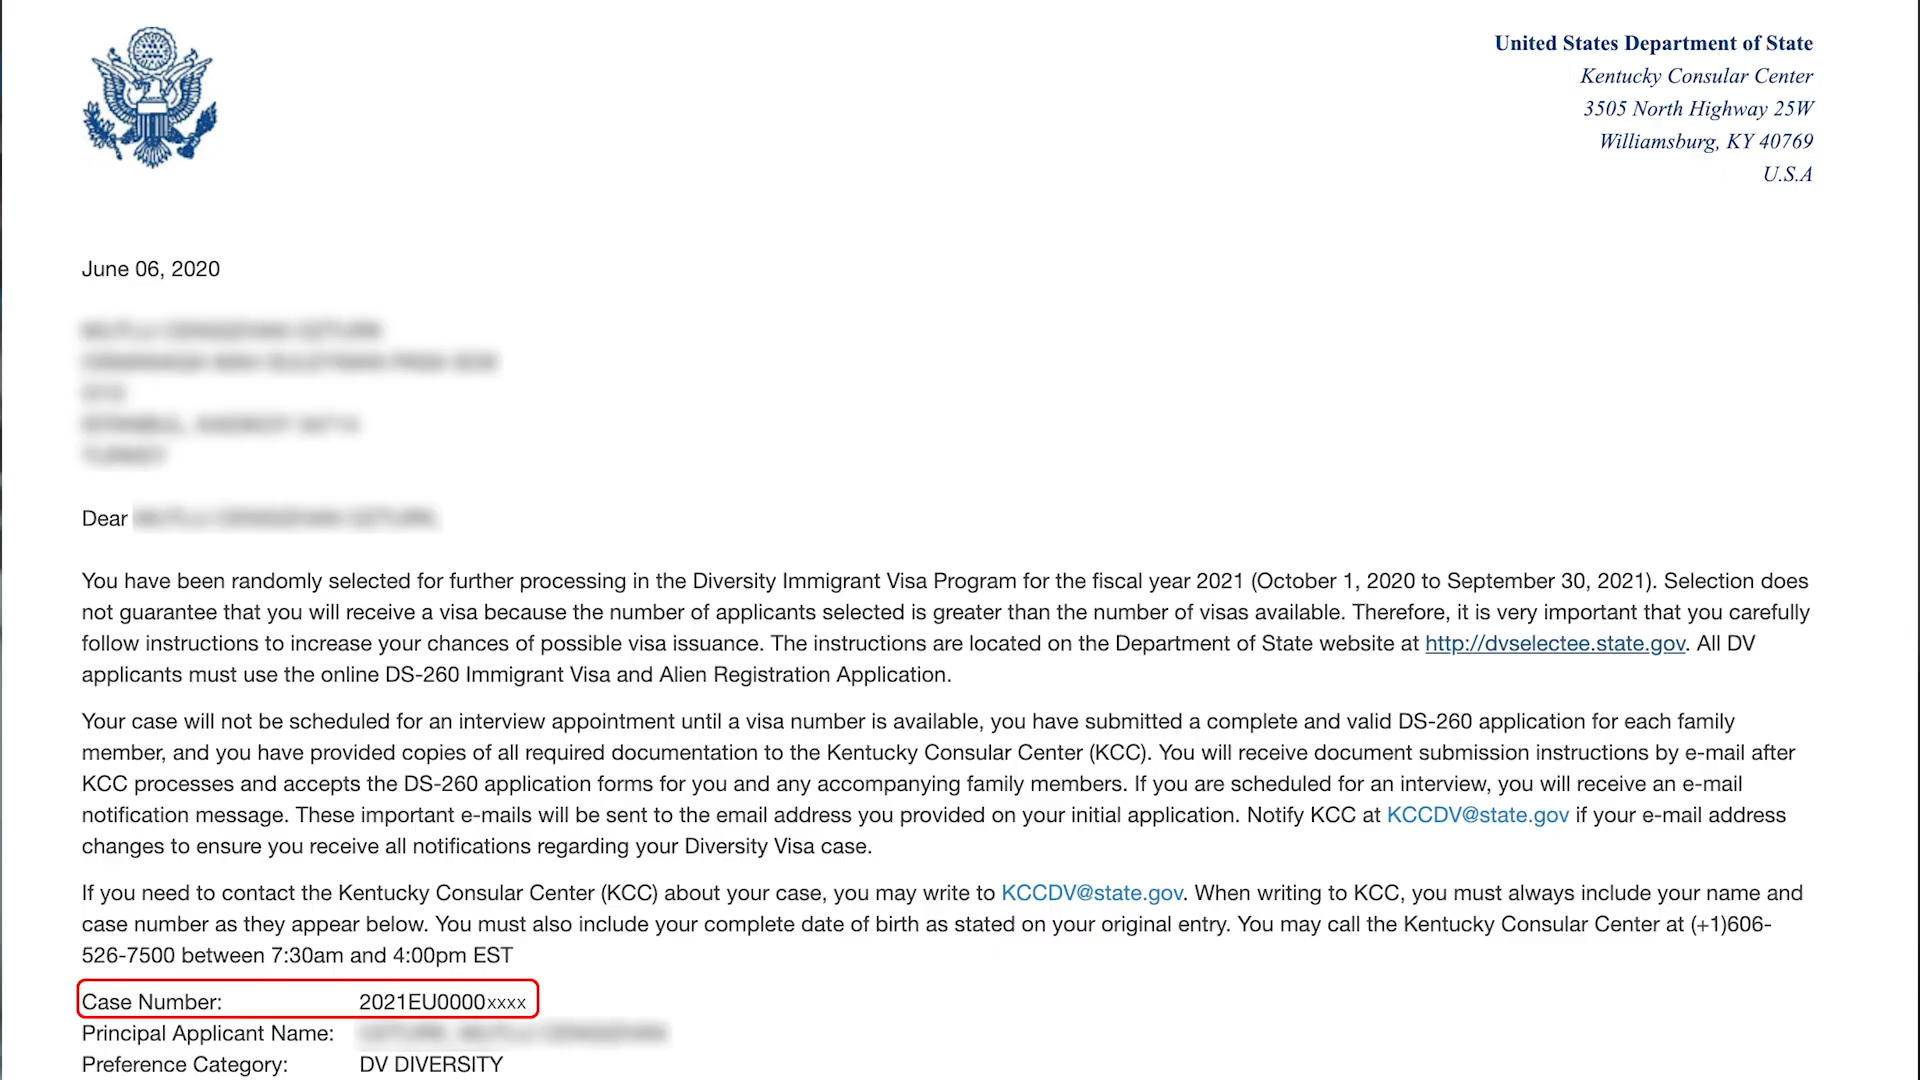 United States Department of State
Kentucky Consular Center
3505 North Highway 25W
Williamsburg, KY 40769
U.S.A
June 06, 2020
Dear
You have been randomly selected for further processing in the Diversity Immigrant Visa Program for the fiscal year 2021 (October 1, 2020 to September 30, 2021). Selection does
not guarantee that you will receive a visa because the number of applicants selected is greater than the number of visas available. Therefore, it is very important that you carefully
follow instructions to increase your chances of possible visa issuance. The instructions are located on the Department of State website at http://dvselectee.state.gov. All DV
applicants must use the online DS-260 Immigrant Visa and Alien Registration Application.
Your case will not be scheduled for an interview appointment until a visa number is available, you have submitted a complete and valid DS-260 application for each family
member, and you have provided copies of all required documentation to the Kentucky Consular Center (KCC). You will receive document submission instructions by e-mail after
KCC processes and accepts the DS-260 application forms for you and any accompanying family members. If you are scheduled for an interview, you will receive an e-mail
notification message. These important e-mails will be sent to the email address you provided on your initial application. Notify KCC at KCCDV@state.gov if your e-mail address
changes to ensure you receive all notifications regarding your Diversity Visa case.
If you need to contact the Kentucky Consular Center (KCC) about your case, you may write to KCCDV@state.gov. When writing to KCC, you must always include your name and
case number as they appear below. You must also include your complete date of birth as stated on your original entry. You may call the Kentucky Consular Center at (+1)606-
526-7500 between 7:30am and 4:00pm EST
Case Number: 2021EU0000xxxx
Principal Applicant Name:
Preference Category: DV DIVERSITY